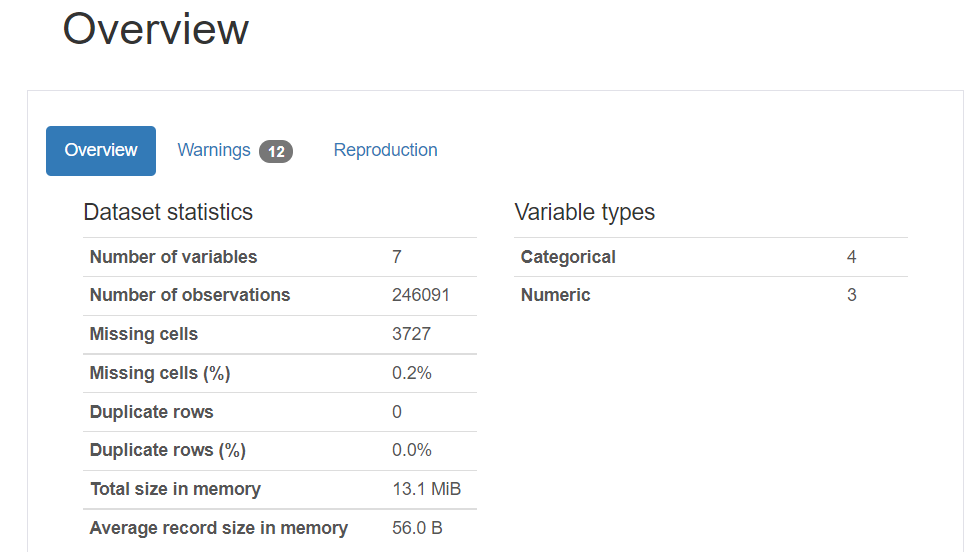 Overview
Overview Warnings 12 Reproduction
Dataset statistics
Number of variables 7
Number of observations 246091
Missing cells 3727
Missing cells (%) 0.2%
Duplicate rows 0
Duplicate rows (%) 0.0%
Total size in memory 13.1 MiB
Average record size in memory 56.0 B
Variable types
Categorical 4
Numeric 3